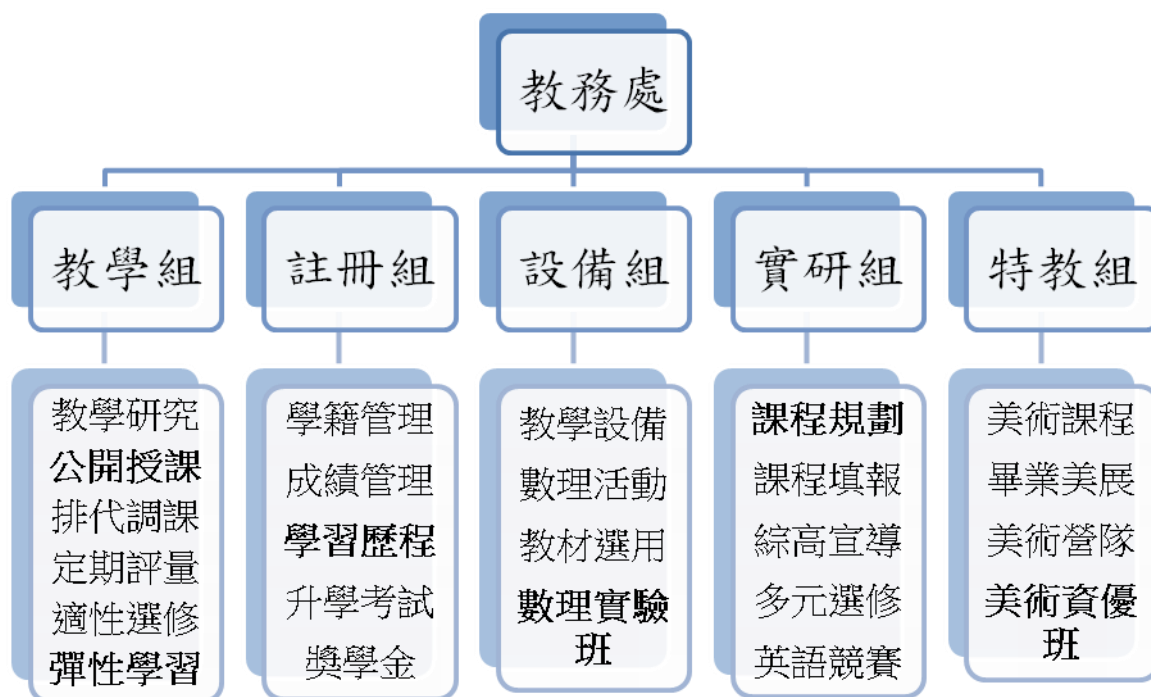 教務處
教學組
註冊組
設備組
實研組
特教組
教學研究
公開授課
排代調課
定期評量
適性選修
彈性學習
學籍管理
成績管理
學習歷程
升學考試
獎學金
教學設備
數理活動
教材選用
數理實驗
班
課程規劃
課程填報
綜高宣導
多元選修
英語競賽
美術課程
畢業美展
美術營隊
美術資優
班